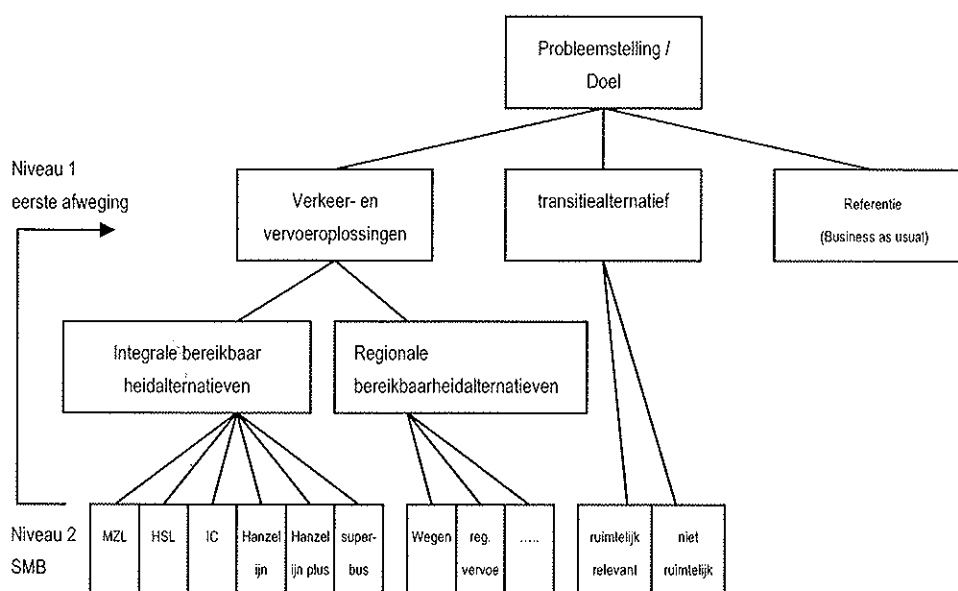 Probleemstelling /
Doel
Niveau 1
eerste afweging
Verkeer- en
vervoeroplossingen
transitiealternatief
Referentie
(Business as usual)
Integrale bereikbaar
heidalternatieven
Regionale
bereikbaarheidalternatieven
Niveau 2
SMB
MZL
HSL
IC
Hanzel
ijn
Hanzel
ijn plus
super-
bus
Wegen
reg.
vervoe
.....
ruimtelijk
relevant
niet
ruimtelijk